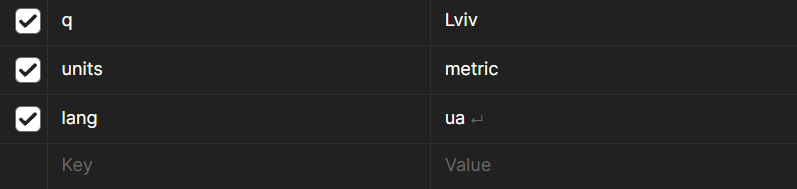 q Lviv
units metric
lang ua ↵
Key Value